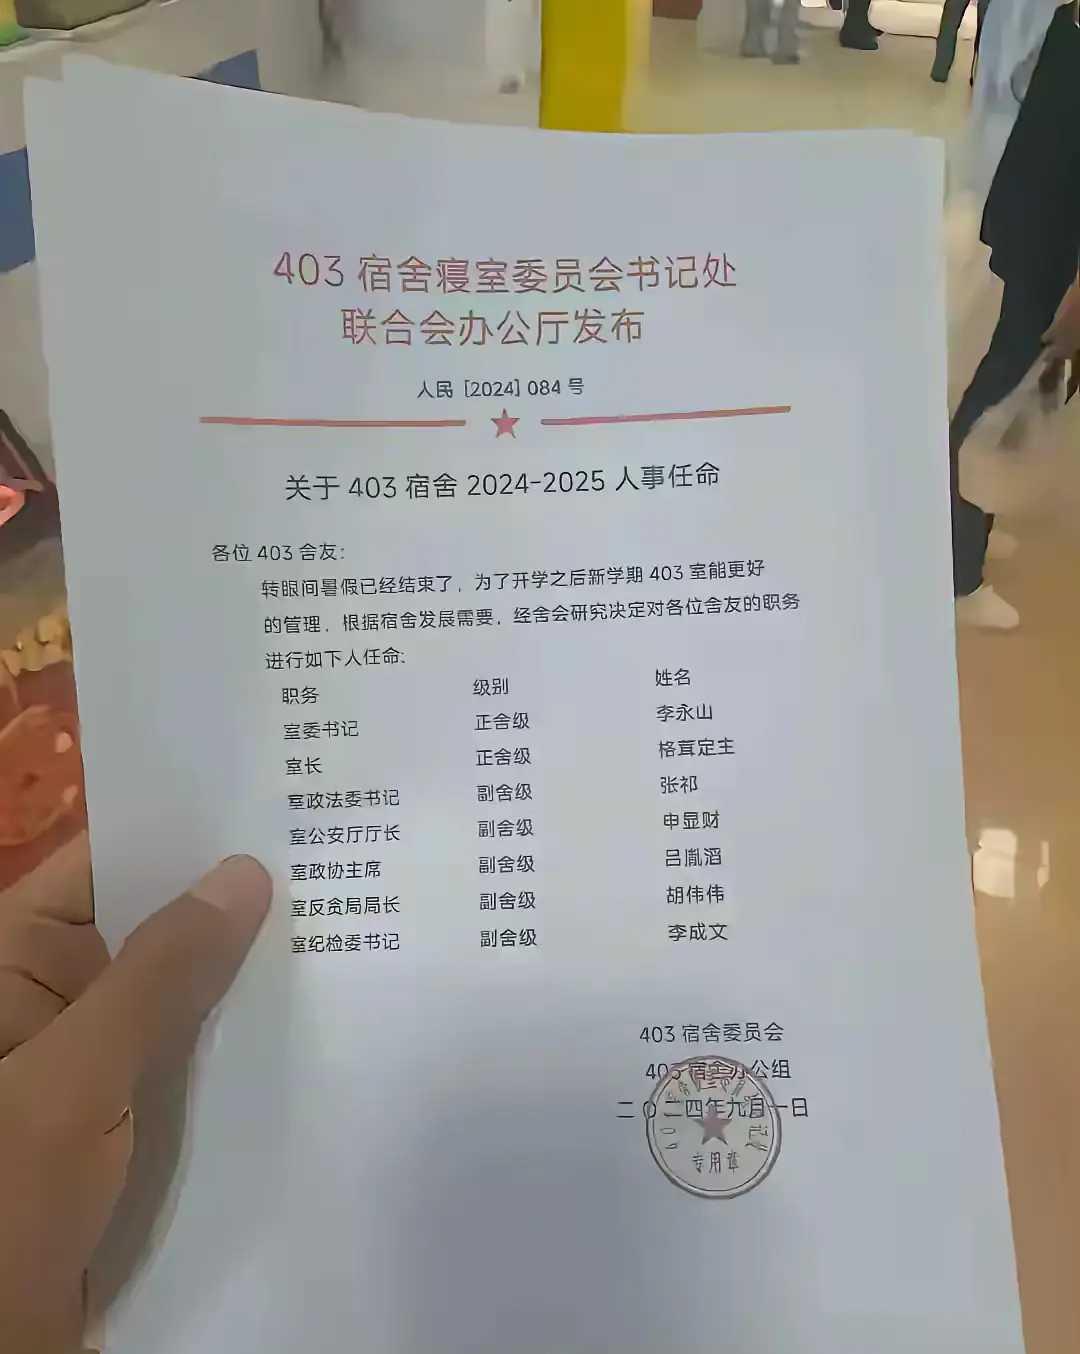 403 宿舍寝室委员会书记处
联合会办公厅发布
人民 [2024] 084 号
关于 403 宿舍 2024-2025 人事任命
各位 403 舍友：
转眼间暑假已经结束了，为了开学之后新学期 403 室能更好
的管理，根据宿舍发展需要，经舍会研究决定对各位舍友的职务
进行如下人任命：
职务 级别 姓名
室委书记 正舍级 李永山
室长 正舍级 格茸定主
室政法委书记 副舍级 张祁
室公安厅厅长 副舍级 申显财
室政协主席 副舍级 吕胤滔
室反贪局局长 副舍级 胡伟伟
室纪检委书记 副舍级 李成文
403 宿舍委员会
403 宿舍办公组
二〇二四年九月一日
专用章